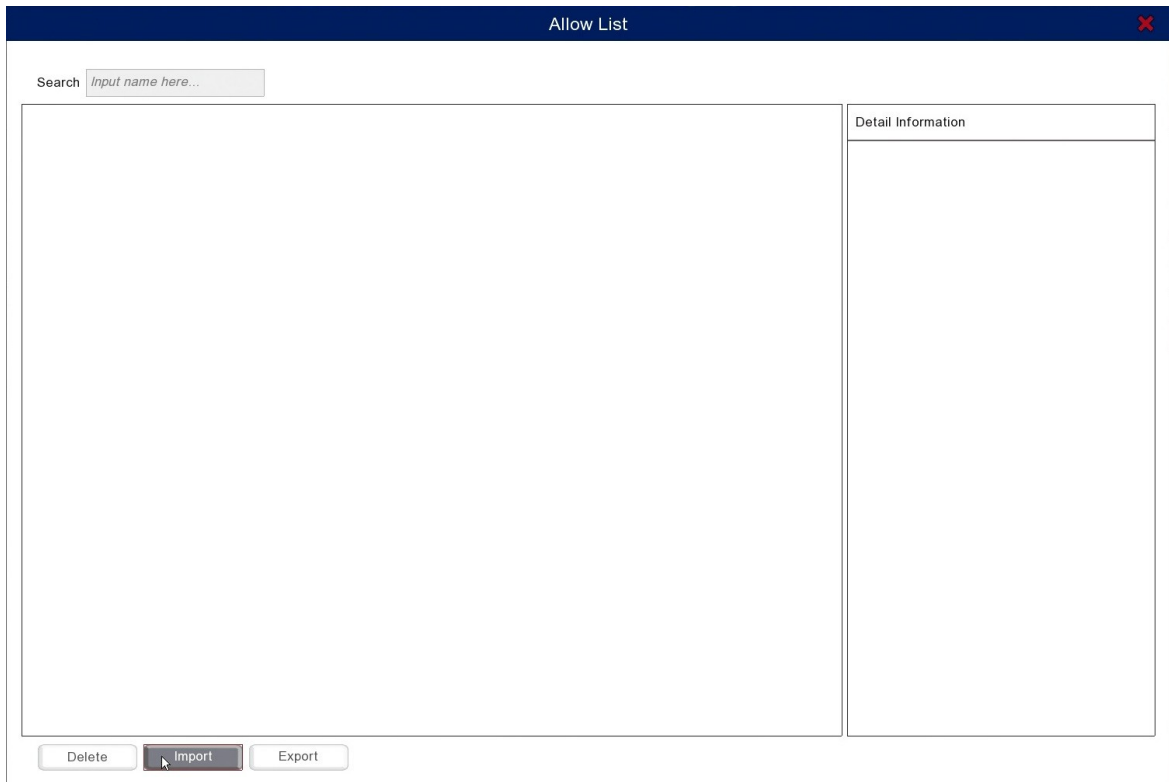 Allow List
Search Input name here...
Detail Information
Delete Import Export